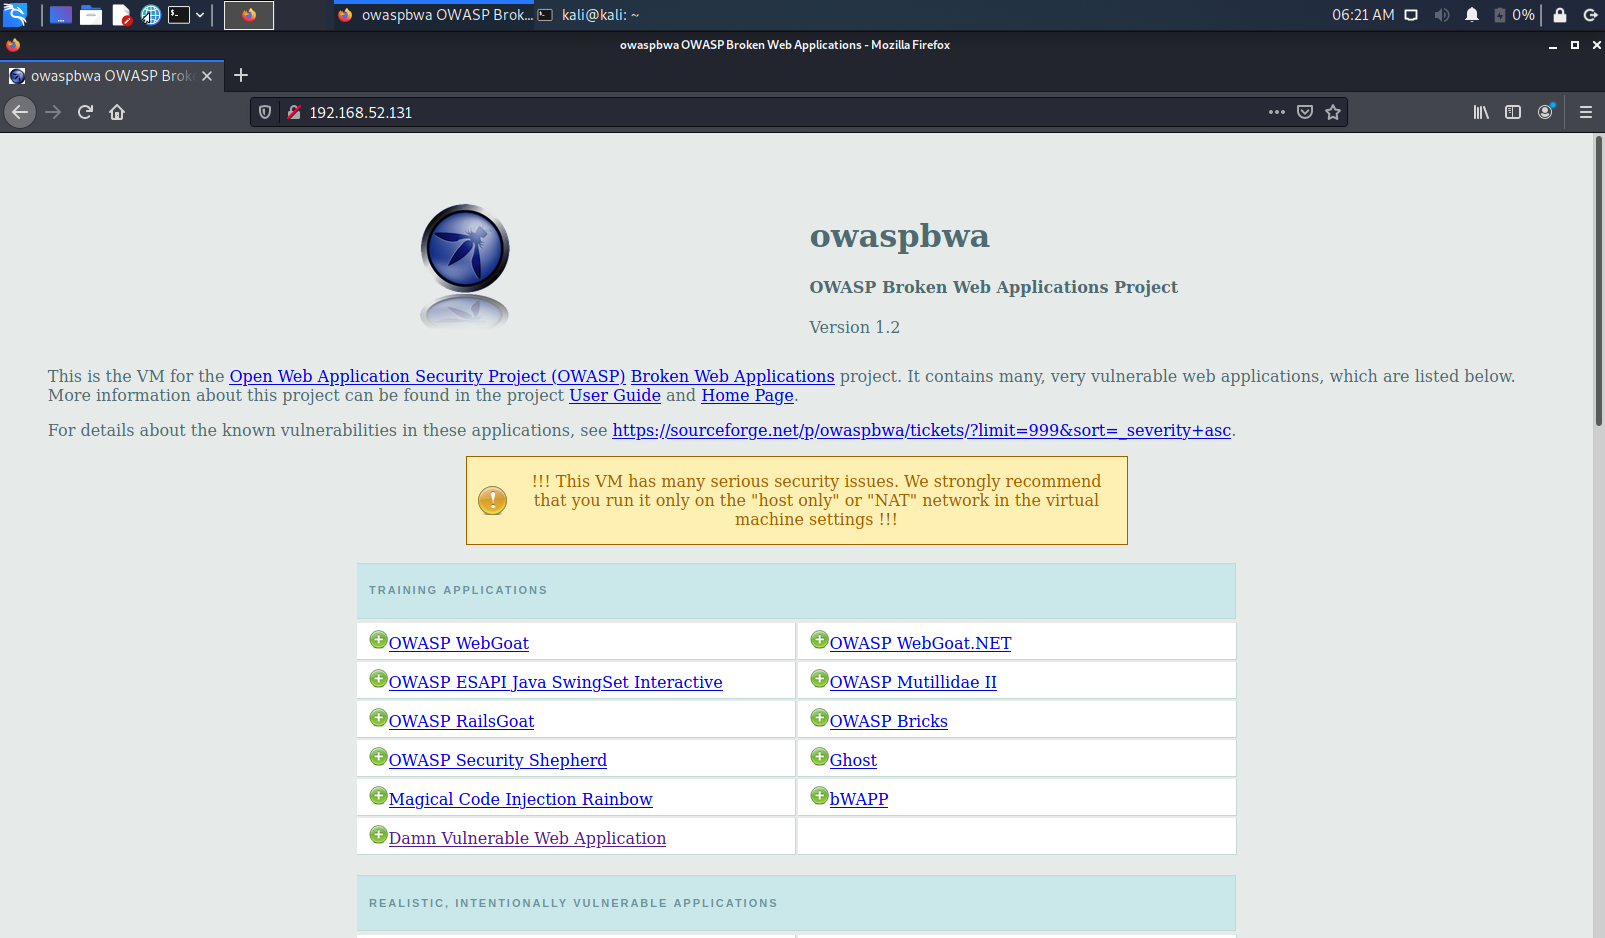 owaspbwa OWASP Brok...
kali@kali: ~
06:21 AM
0%
owaspbwa OWASP Broken Web Applications - Mozilla Firefox
owaspbwa OWASP Brok
192.168.52.131
owaspbwa
OWASP Broken Web Applications Project
Version 1.2
This is the VM for the Open Web Application Security Project (OWASP) Broken Web Applications project. It contains many, very vulnerable web applications, which are listed below.
More information about this project can be found in the project User Guide and Home Page.
For details about the known vulnerabilities in these applications, see https://sourceforge.net/p/owaspbwa/tickets/?limit=999&sort=_severity+asc.
!!! This VM has many serious security issues. We strongly recommend
that you run it only on the "host only" or "NAT" network in the virtual
machine settings !!!
TRAINING APPLICATIONS
OWASP WebGoat
OWASP WebGoat.NET
OWASP ESAPI Java SwingSet Interactive
OWASP Mutillidae II
OWASP RailsGoat
OWASP Bricks
OWASP Security Shepherd
Ghost
Magical Code Injection Rainbow
bWAPP
Damn Vulnerable Web Application
REALISTIC, INTENTIONALLY VULNERABLE APPLICATIONS